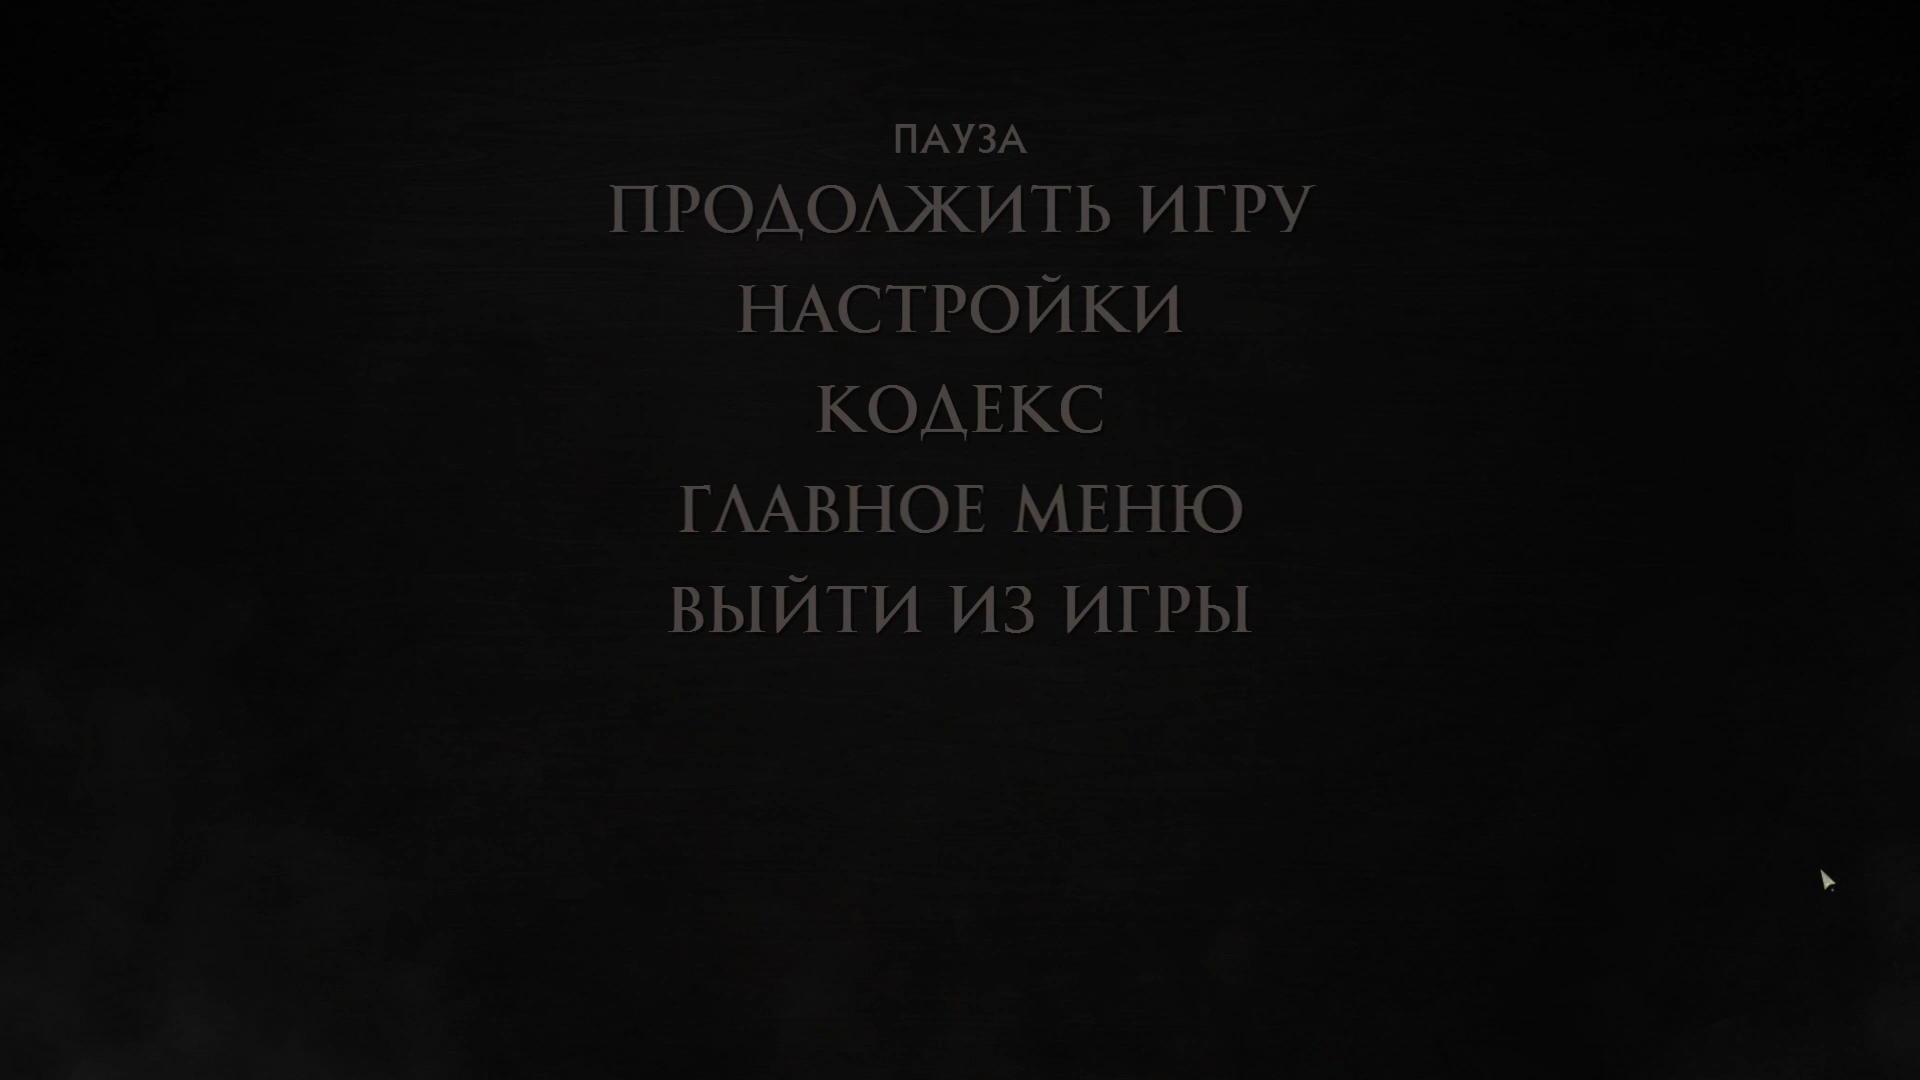 ПАУЗА
ПРОДОЛЖИТЬ ИГРУ
НАСТРОЙКИ
КОДЕКС
ГЛАВНОЕ МЕНЮ
ВЫЙТИ ИЗ ИГРЫ